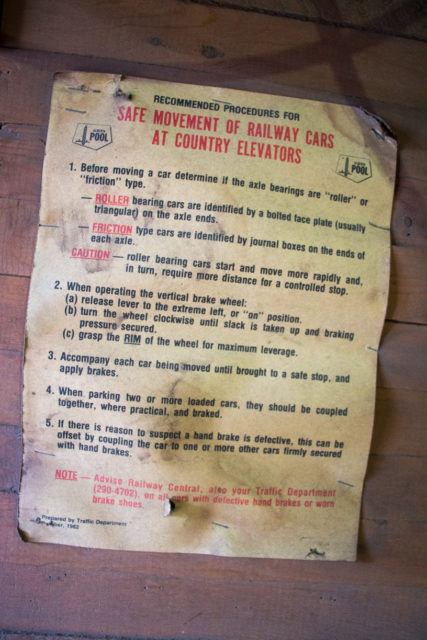 RECOMMENDED PROCEDURES FOR
SAFE MOVEMENT OF RAILWAY CARS
AT COUNTRY ELEVATORS
POOL
POOL
1. Before moving a car determine if the axle bearings are "roller" or
"friction" type.
— ROLLER bearing cars are identified by a bolted face plate (usually
triangular) on the axle ends.
— FRICTION type cars are identified by journal boxes on the ends of
each axle.
CAUTION — roller bearing cars start and move more rapidly and,
in turn, require more distance for a controlled stop.
2. When operating the vertical brake wheel:
(a) release lever to the extreme left, or "on" position.
(b) turn the wheel clockwise until slack is taken up and braking
pressure secured.
(c) grasp the RIM of the wheel for maximum leverage.
3. Accompany each car being moved until brought to a safe stop, and
apply brakes.
4. When parking two or more loaded cars, they should be coupled
together, where practical, and braked.
5. If there is reason to suspect a hand brake is defective, this can be
offset by coupling the car to one or more other cars firmly secured
with hand brakes.
NOTE — Advise Railway Central, also your Traffic Department
(290-4702), on all cars with defective hand brakes or worn
brake shoes.
Prepared by Traffic Department
1982